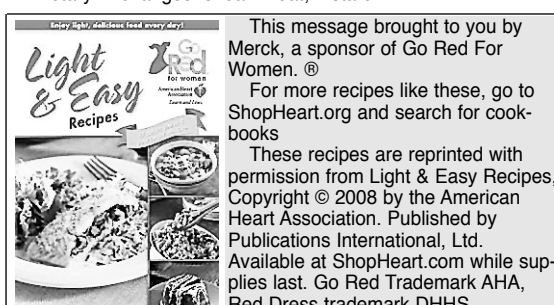 Enjoy light, delicious food every day!
Light
& Easy
Recipes
Go
Red
for women
American Heart
Association
Learn and Live
This message brought to you by
Merck, a sponsor of Go Red For
Women. ®
For more recipes like these, go to
ShopHeart.org and search for cook-
books
These recipes are reprinted with
permission from Light & Easy Recipes,
Copyright © 2008 by the American
Heart Association. Published by
Publications International, Ltd.
Available at ShopHeart.com while sup-
plies last. Go Red Trademark AHA,
Red Dress trademark DHHS